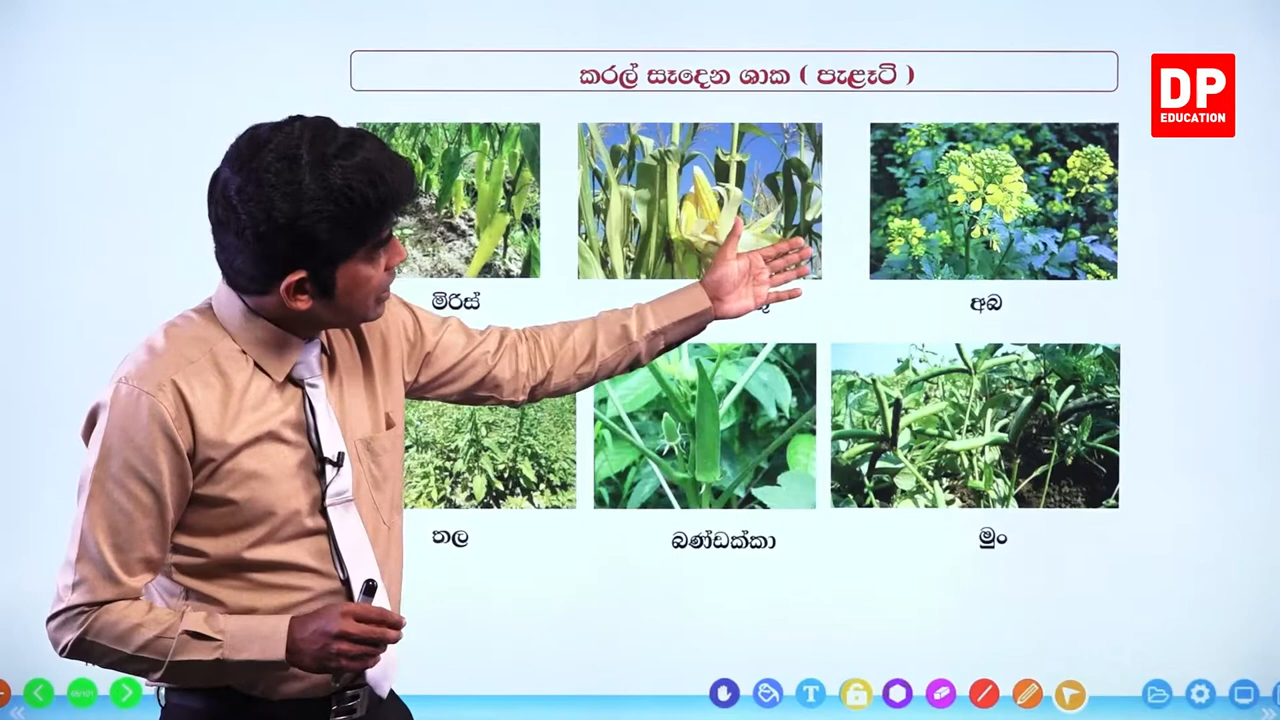 කරල් සෑදෙන ශාක ( පැළෑටි )
DP
EDUCATION
මිරිස්
අබ
තල
බණ්ඩක්කා
මුං